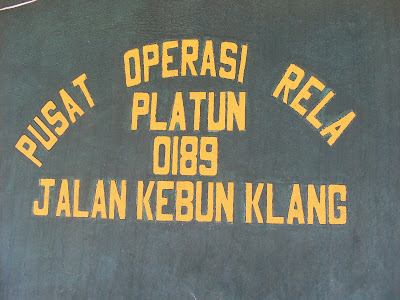 PUSAT OPERASI RELA
PLATUN
0189
JALAN KEBUN KLANG